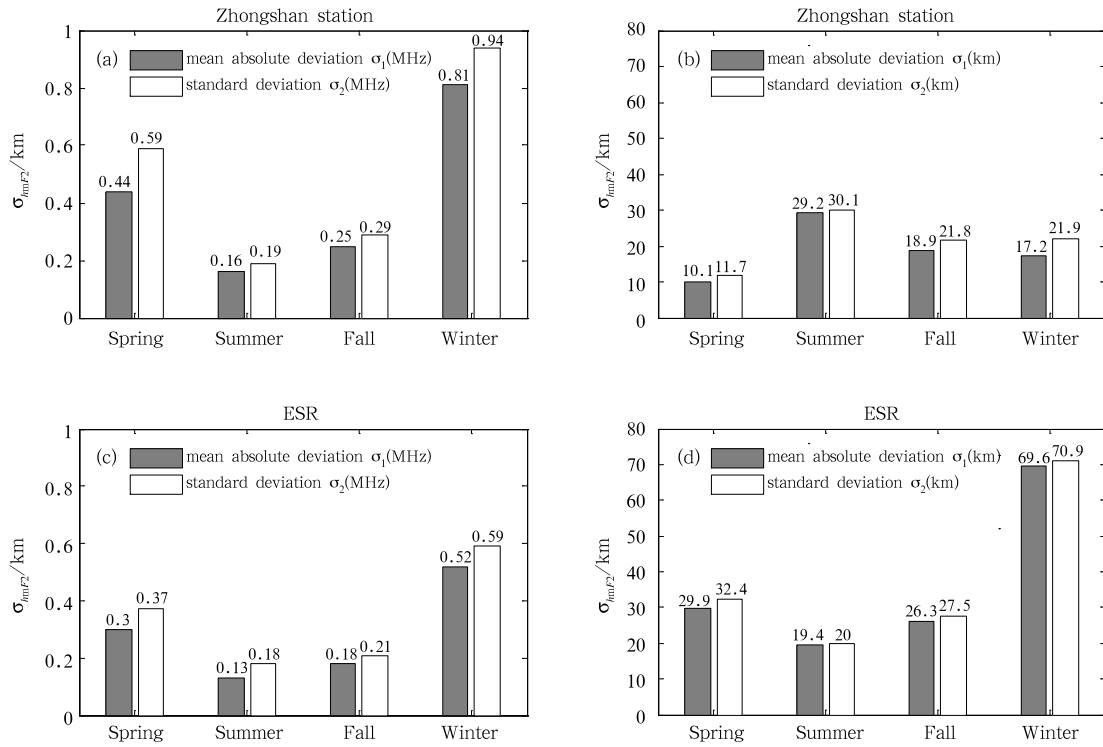 Zhongshan station
(a)
mean absolute deviation σ₁(MHz)
standard deviation σ₂(MHz)
σhmF2/km
1
0.8
0.6
0.4
0.2
0
0.44
0.59
0.16
0.19
0.25
0.29
0.81
0.94
Spring Summer Fall Winter
Zhongshan station
(b)
mean absolute deviation σ₁(km)
standard deviation σ₂(km)
σhmF2/km
80
70
60
50
40
30
20
10
0
10.1
11.7
29.2
30.1
18.9
21.8
17.2
21.9
Spring Summer Fall Winter
ESR
(c)
mean absolute deviation σ₁(MHz)
standard deviation σ₂(MHz)
σhmF2/km
1
0.8
0.6
0.4
0.2
0
0.3
0.37
0.13
0.18
0.18
0.21
0.52
0.59
Spring Summer Fall Winter
ESR
(d)
mean absolute deviation σ₁(km)
standard deviation σ₂(km)
σhmF2/km
80
70
60
50
40
30
20
10
0
29.9
32.4
19.4
20
26.3
27.5
69.6
70.9
Spring Summer Fall Winter